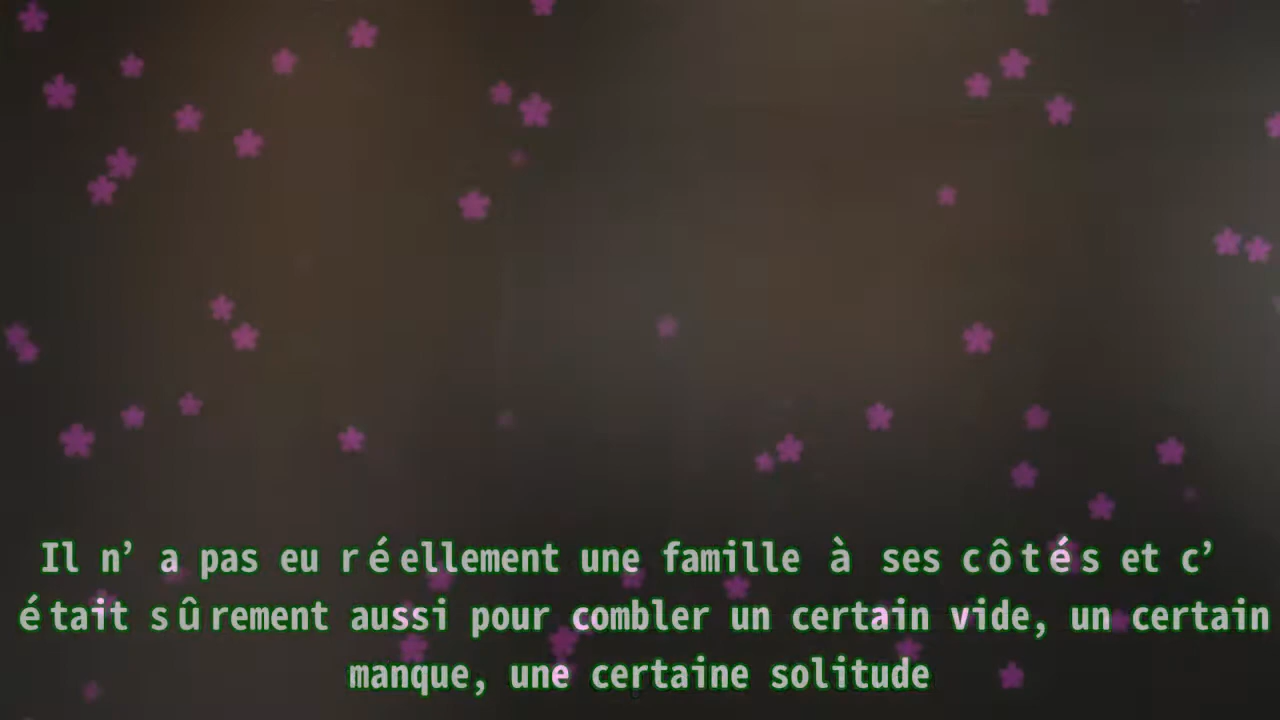 Il n’ a pas eu réellement une famille à ses côtés et c’
était sûrement aussi pour combler un certain vide, un certain
manque, une certaine solitude